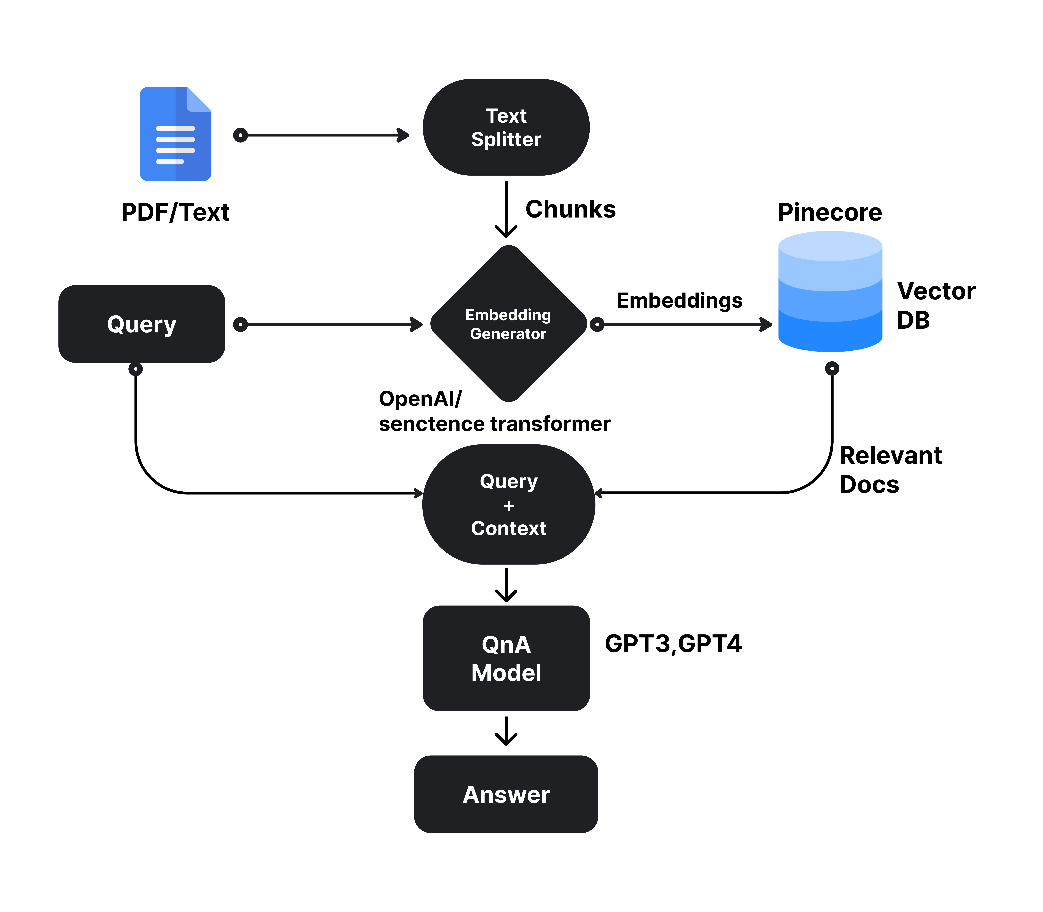 Text
Splitter
PDF/Text
Chunks
Pinecore
Query
Embedding
Generator
Embeddings
Vector
DB
OpenAI/
senctence transformer
Query
+
Context
Relevant
Docs
QnA
Model
GPT3,GPT4
Answer